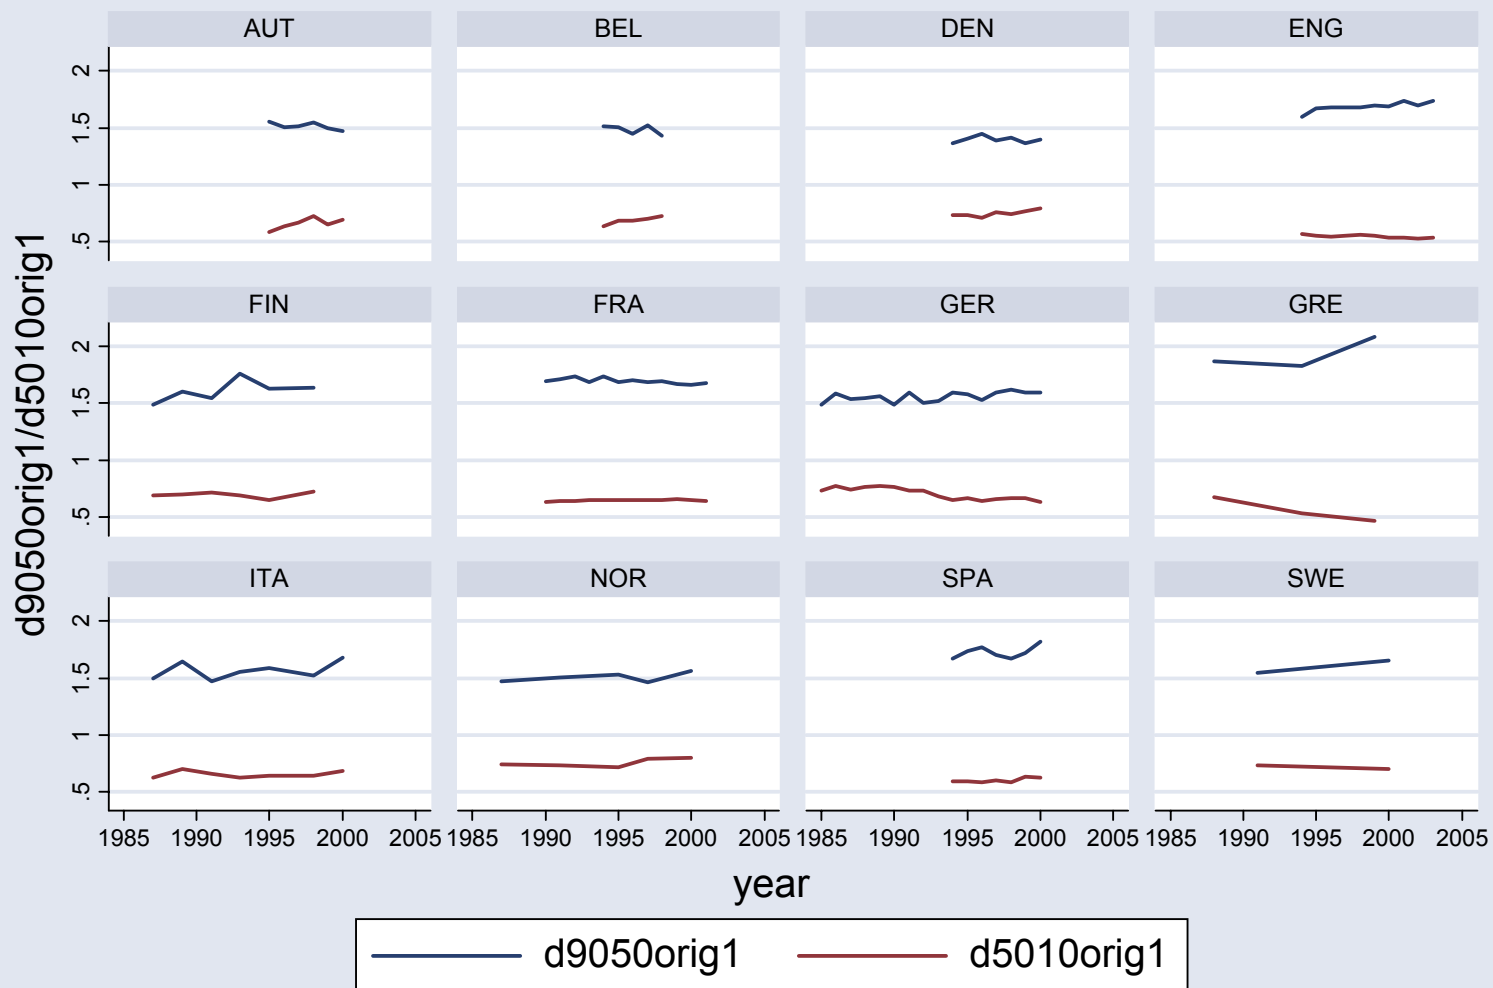 AUT BEL DEN ENG
2
1.5
1
.5
FIN FRA GER GRE
2
1.5
1
.5
ITA NOR SPA SWE
2
1.5
1
.5
d9050orig1/d5010orig1
1985 1990 1995 2000 2005 1985 1990 1995 2000 2005 1985 1990 1995 2000 2005 1985 1990 1995 2000 2005
year
d9050orig1 d5010orig1